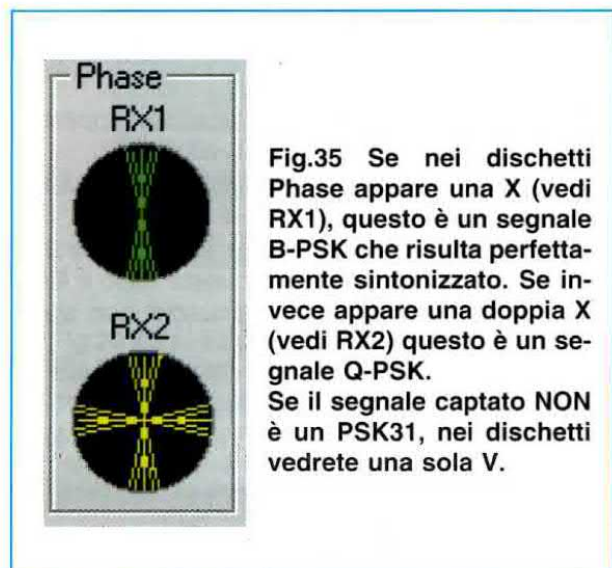 Phase
RX1
RX2
Fig.35 Se nei dischetti
Phase appare una X (vedi
RX1), questo è un segnale
B-PSK che risulta perfetta-
mente sintonizzato. Se in-
vece appare una doppia X
(vedi RX2) questo è un se-
gnale Q-PSK.
Se il segnale captato NON
è un PSK31, nei dischetti
vedrete una sola V.